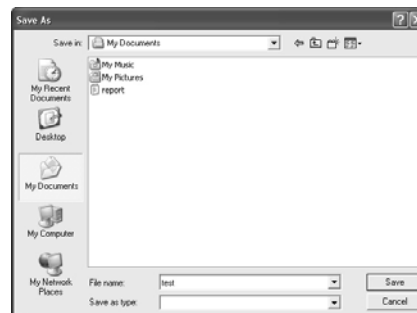 Save As
Save in:
My Documents
My Music
My Pictures
report
My Recent
Documents
Desktop
My Documents
My Computer
My Network
Places
File name:
test
Save
Save as type:
Cancel